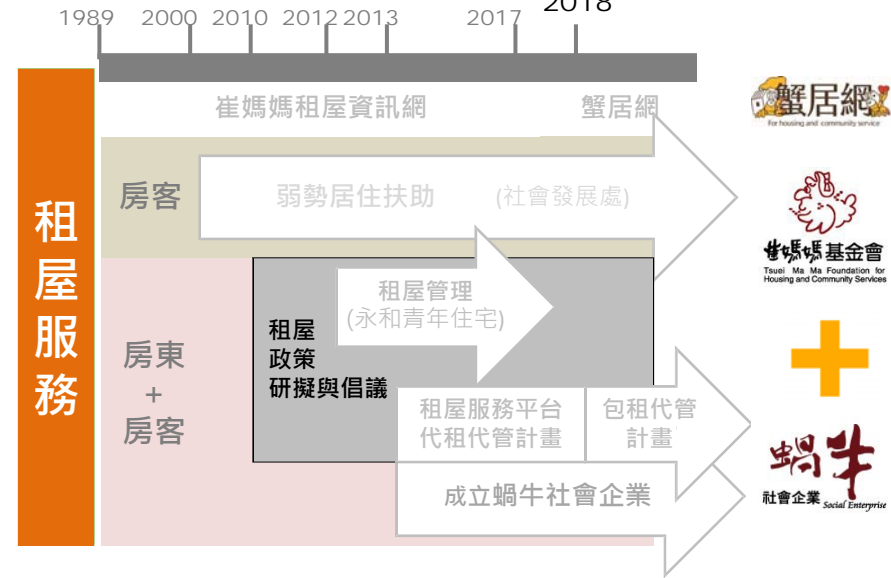 1989 2000 2010 2012 2013 2017 2018
租屋服務
崔媽媽租屋資訊網
蟹居網
房客
弱勢居住扶助 (社會發展處)
租屋管理
(永和青年住宅)
租屋
政策
研擬與倡議
房東
+
房客
租屋服務平台
代租代管計畫
包租代管
計畫
成立蝸牛社會企業
蟹居網
For housing and community service
崔媽媽基金會
Tsuei Ma Ma Foundation for
Housing and Community Services
蝸牛
社會企業 Social Enterprise